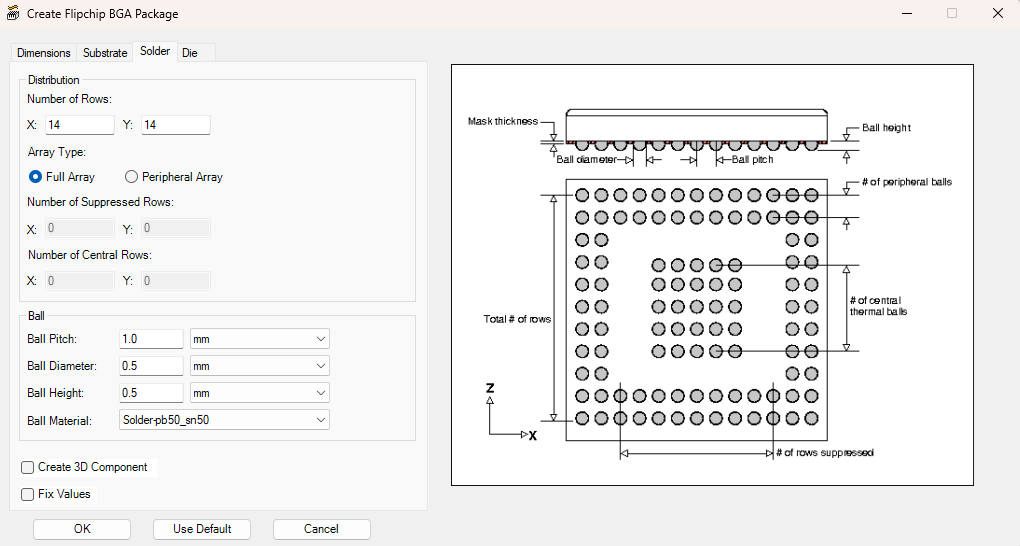 Create Flipchip BGA Package
Dimensions Substrate Solder Die
Distribution
Number of Rows:
X: 14 Y: 14
Array Type:
Full Array Peripheral Array
Number of Suppressed Rows:
X: 0 Y: 0
Number of Central Rows:
X: 0 Y: 0
Ball
Ball Pitch: 1.0 mm
Ball Diameter: 0.5 mm
Ball Height: 0.5 mm
Ball Material: Solder-pb50_sn50
Create 3D Component
Fix Values
OK Use Default Cancel
Mask thickness
Ball height
Ball diameter
Ball pitch
# of peripheral balls
Total # of rows
# of central
thermal balls
Z
X
# of rows suppressed